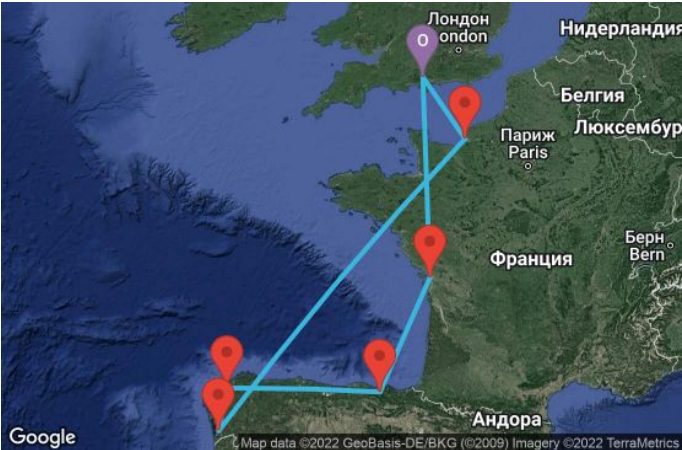 Лондон
ondon
Нидерландия
O
Белгия
Люксембур
Париж
Paris
Берн
Bern
Франция
Андора
Google
Map data ©2022 GeoBasis-DE/BKG (©2009) Imagery ©2022 TerraMetrics